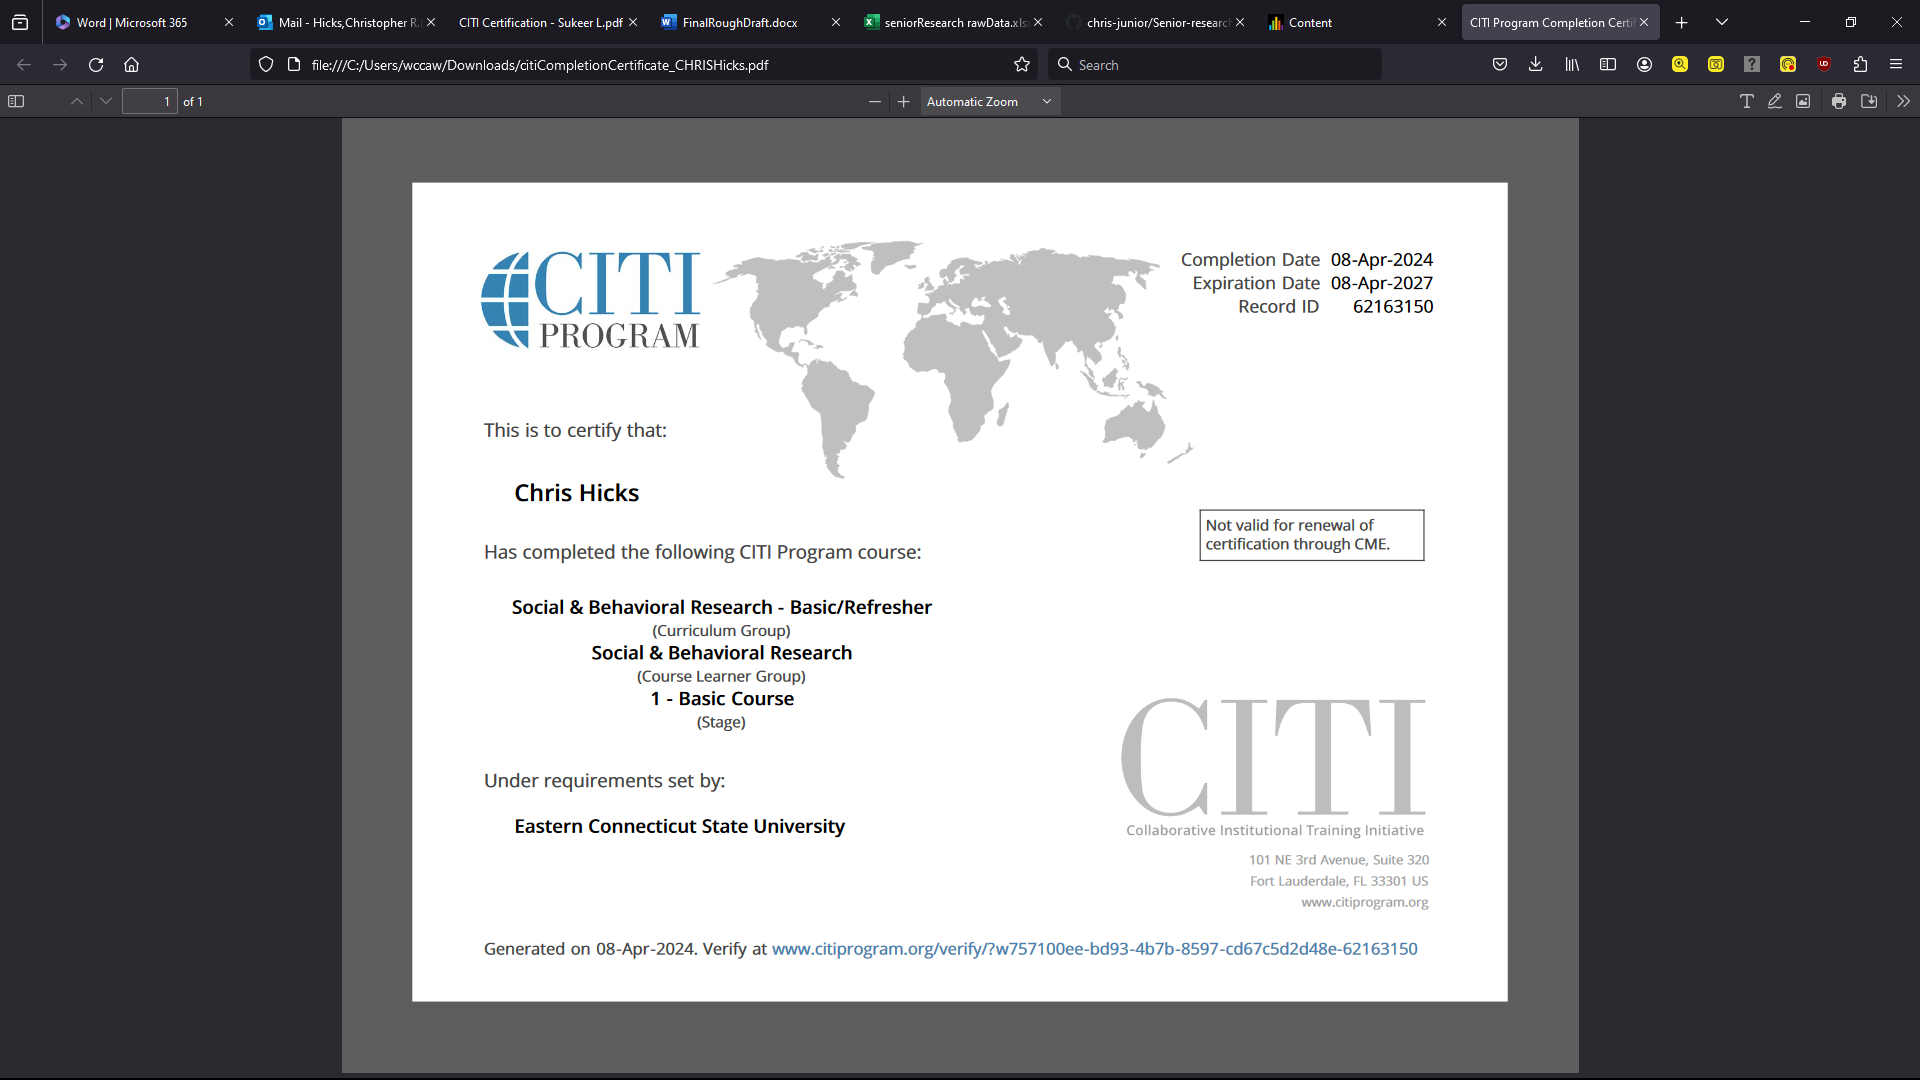 Word | Microsoft 365
Mail - Hicks,Christopher R.
CITI Certification - Sukeer L.pdf
FinalRoughDraft.docx
seniorResearch rawData.xlsx
chris-junior/Senior-research
Content
CITI Program Completion Certif
file:///C:/Users/wccaw/Downloads/citiCompletionCertificate_CHRISHicks.pdf
Search
1 of 1
Automatic Zoom
CITI
PROGRAM
Completion Date 08-Apr-2024
Expiration Date 08-Apr-2027
Record ID 62163150
This is to certify that:
Chris Hicks
Not valid for renewal of
certification through CME.
Has completed the following CITI Program course:
Social & Behavioral Research - Basic/Refresher
(Curriculum Group)
Social & Behavioral Research
(Course Learner Group)
1 - Basic Course
(Stage)
Under requirements set by:
Eastern Connecticut State University
CITI
Collaborative Institutional Training Initiative
101 NE 3rd Avenue, Suite 320
Fort Lauderdale, FL 33301 US
www.citiprogram.org
Generated on 08-Apr-2024. Verify at www.citiprogram.org/verify/?w757100ee-bd93-4b7b-8597-cd67c5d2d48e-62163150